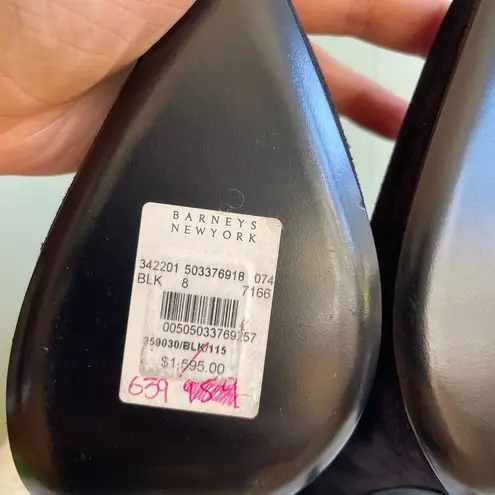 BARNEYS
NEWYORK
342201 503376918 074
BLK 8 7166
00505033769257
359030/BLK/115
$1,595.00
639